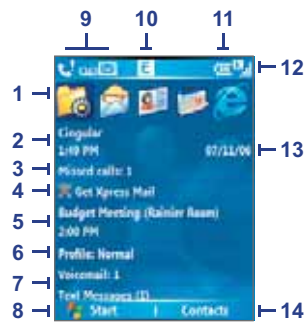 9 10 11
12
1
2 Cingular
1:49 PM 07/11/06 13
3 Missed calls: 1
4 Get Xpress Mail
5 Budget Meeting (Rainier Room)
2:00 PM
6 Profile: Normal
7 Voicemail: 1
Text Messages (1)
8 Start Contacts 14